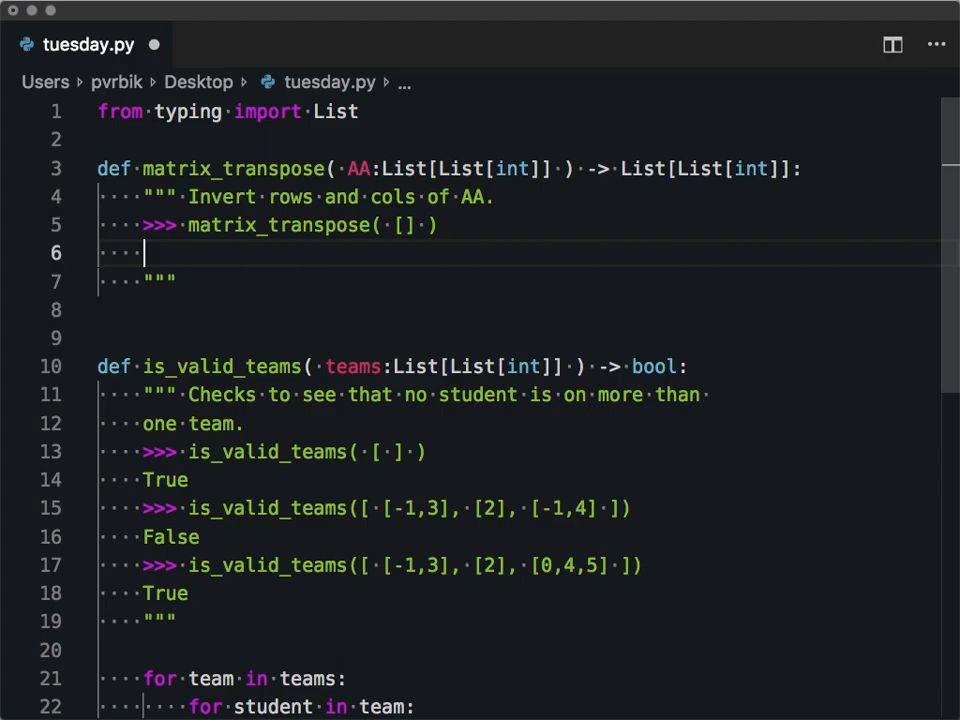 tuesday.py
Users › pvrbik › Desktop › tuesday.py › ...
1 from typing import List
2
3 def matrix_transpose( AA:List[List[int]] ) -> List[List[int]]:
4     """ Invert rows and cols of AA.
5     >>> matrix_transpose( [] )
6
7     """
8
9
10 def is_valid_teams( teams:List[List[int]] ) -> bool:
11     """ Checks to see that no student is on more than
12     one team.
13     >>> is_valid_teams( [ ] )
14     True
15     >>> is_valid_teams([ [-1,3], [2], [-1,4] ])
16     False
17     >>> is_valid_teams([ [-1,3], [2], [0,4,5] ])
18     True
19     """
20
21     for team in teams:
22         for student in team: